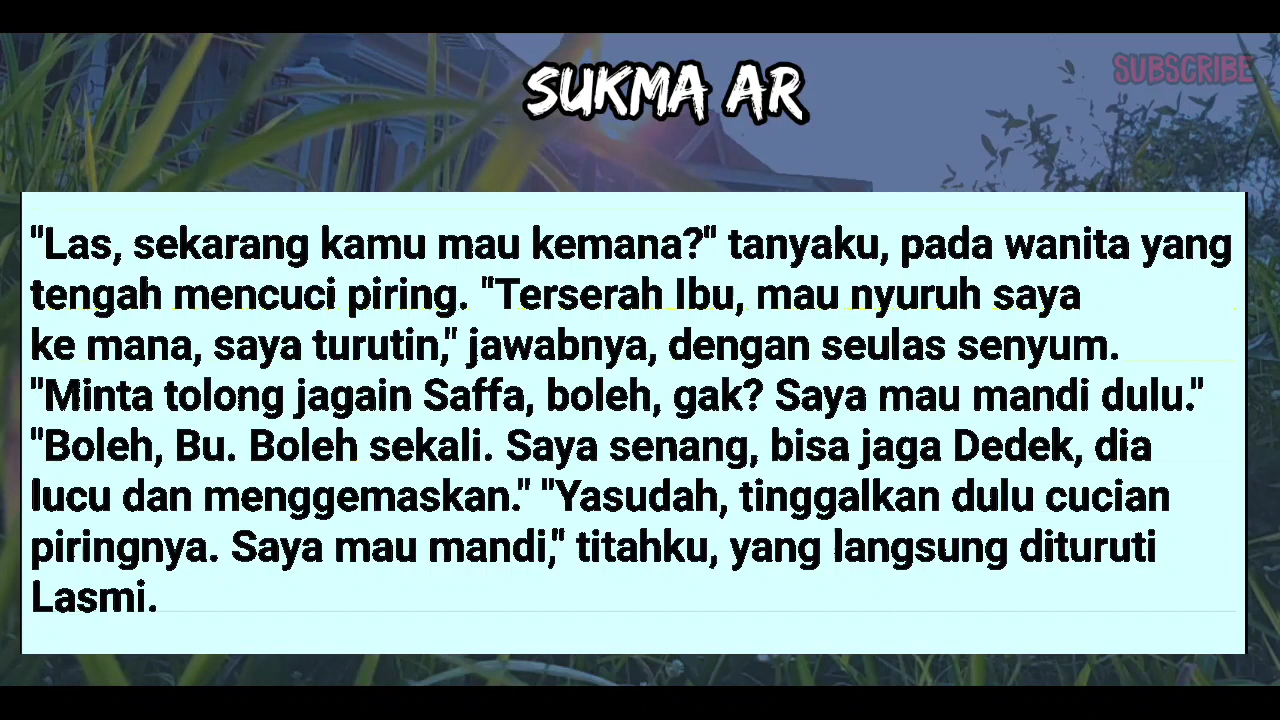 SUKMA AR
SUBSCRIBE
"Las, sekarang kamu mau kemana?" tanyaku, pada wanita yang
tengah mencuci piring. "Terserah Ibu, mau nyuruh saya
ke mana, saya turutin," jawabnya, dengan seulas senyum.
"Minta tolong jagain Saffa, boleh, gak? Saya mau mandi dulu."
"Boleh, Bu. Boleh sekali. Saya senang, bisa jaga Dedek, dia
lucu dan menggemaskan." "Yasudah, tinggalkan dulu cucian
piringnya. Saya mau mandi," titahku, yang langsung dituruti
Lasmi.